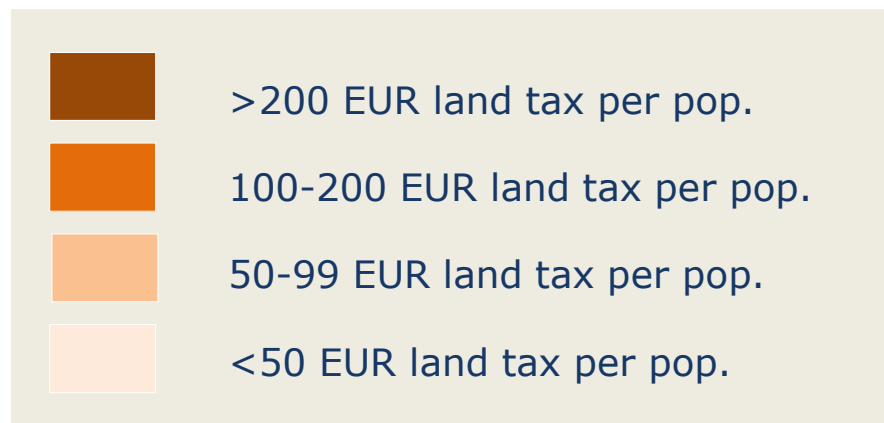 >200 EUR land tax per pop.
100-200 EUR land tax per pop.
50-99 EUR land tax per pop.
<50 EUR land tax per pop.